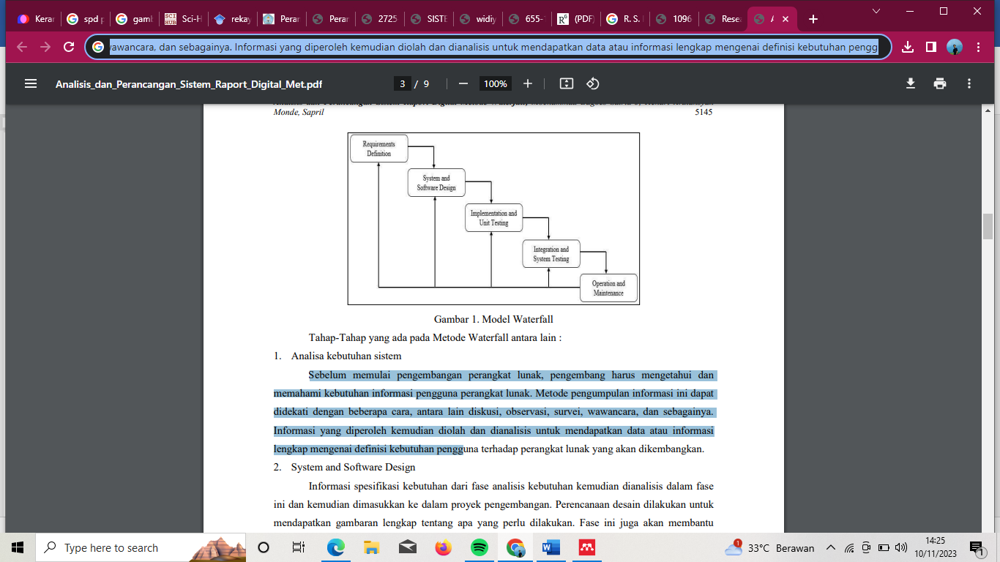 Kerar
spd p
gaml
Sci-H
SCI HUB
rekay
Perar
Perar
2725
SISTE
widiy
655-
R⁶ (PDF)
R. S.
1096
Rese
A
wawancara, dan sebagainya. Informasi yang diperoleh kemudian diolah dan dianalisis untuk mendapatkan data atau informasi lengkap mengenai definisi kebutuhan pengg
Analisis_dan_Perancangan_Sistem_Raport_Digital_Met.pdf
3 / 9
100%
Monde, Sapril 5145
Requirements
Definition
System and
Software Design
Implementation and
Unit Testing
Integration and
System Testing
Operation and
Maintenance
Gambar 1. Model Waterfall
Tahap-Tahap yang ada pada Metode Waterfall antara lain :
1. Analisa kebutuhan sistem
Sebelum memulai pengembangan perangkat lunak, pengembang harus mengetahui dan
memahami kebutuhan informasi pengguna perangkat lunak. Metode pengumpulan informasi ini dapat
didekati dengan beberapa cara, antara lain diskusi, observasi, survei, wawancara, dan sebagainya.
Informasi yang diperoleh kemudian diolah dan dianalisis untuk mendapatkan data atau informasi
lengkap mengenai definisi kebutuhan pengguna terhadap perangkat lunak yang akan dikembangkan.
2. System and Software Design
Informasi spesifikasi kebutuhan dari fase analisis kebutuhan kemudian dianalisis dalam fase
ini dan kemudian dimasukkan ke dalam proyek pengembangan. Perencanaan desain dilakukan untuk
mendapatkan gambaran lengkap tentang apa yang perlu dilakukan. Fase ini juga akan membantu
Type here to search
1
33°C Berawan
14:25
10/11/2023
1